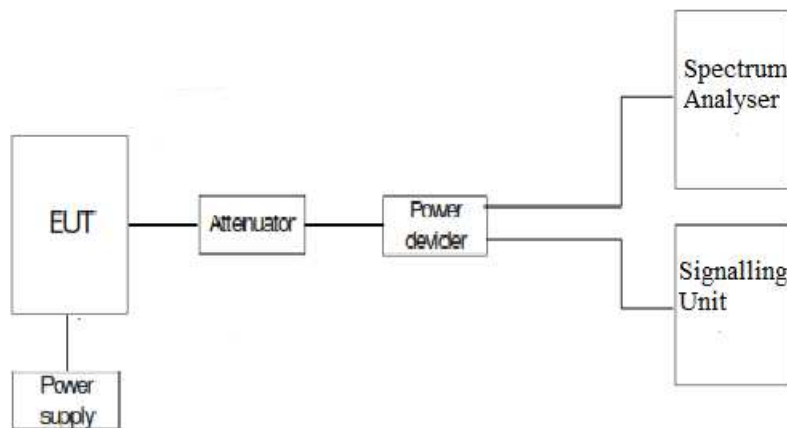 Spectrum
Analyser
EUT
Attenuator
Power
devider
Signalling
Unit
Power
supply